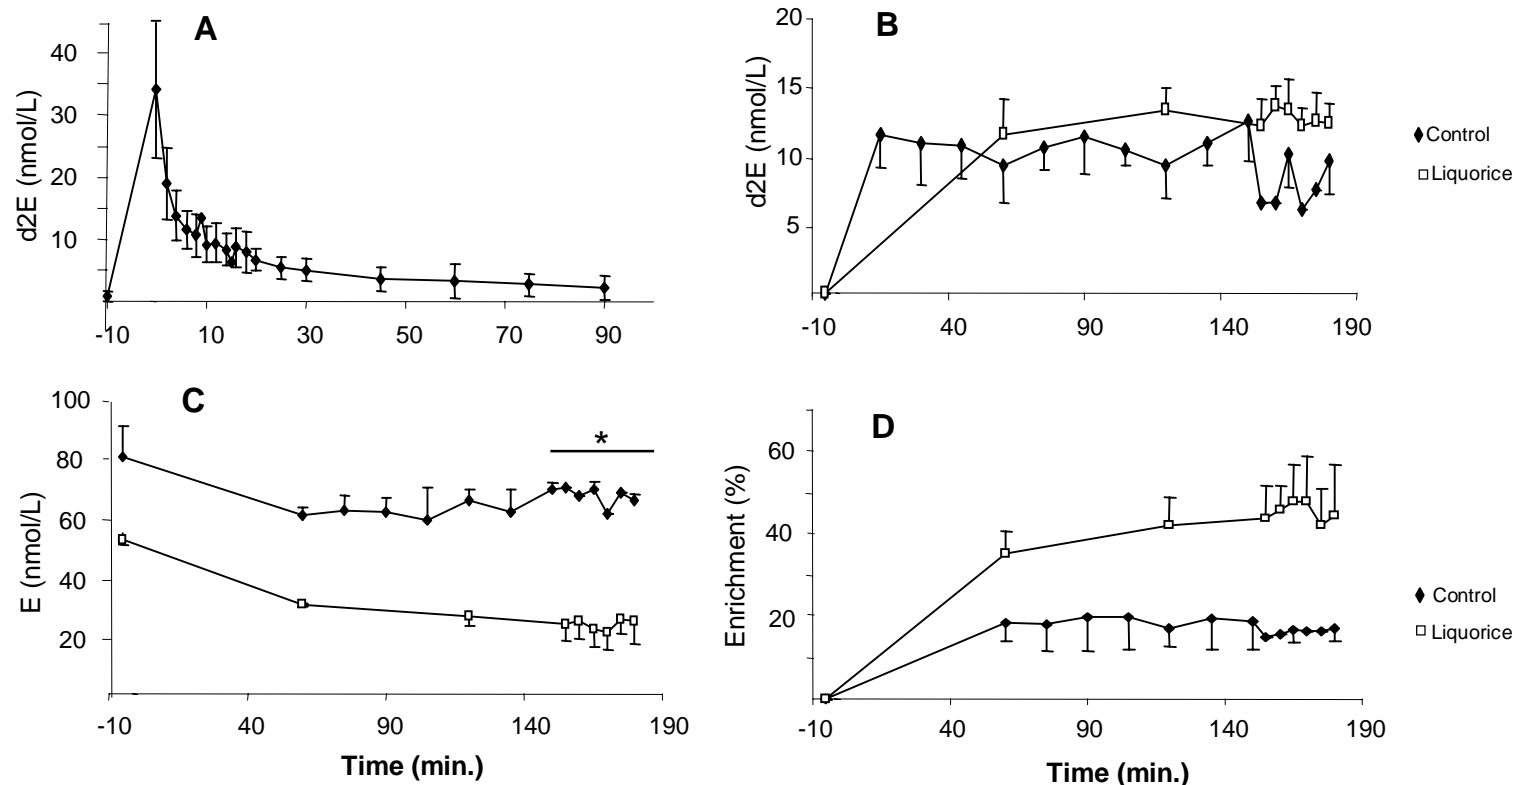 A
d2E (nmol/L)
40
30
20
10
-10 10 30 50 70 90
B
d2E (nmol/L)
20
15
10
5
-10 40 90 140 190
Control
Liquorice
C
E (nmol/L)
100
80
60
40
20
*
-10 40 90 140 190
Time (min.)
D
Enrichment (%)
60
40
20
-10 40 90 140 190
Time (min.)
Control
Liquorice